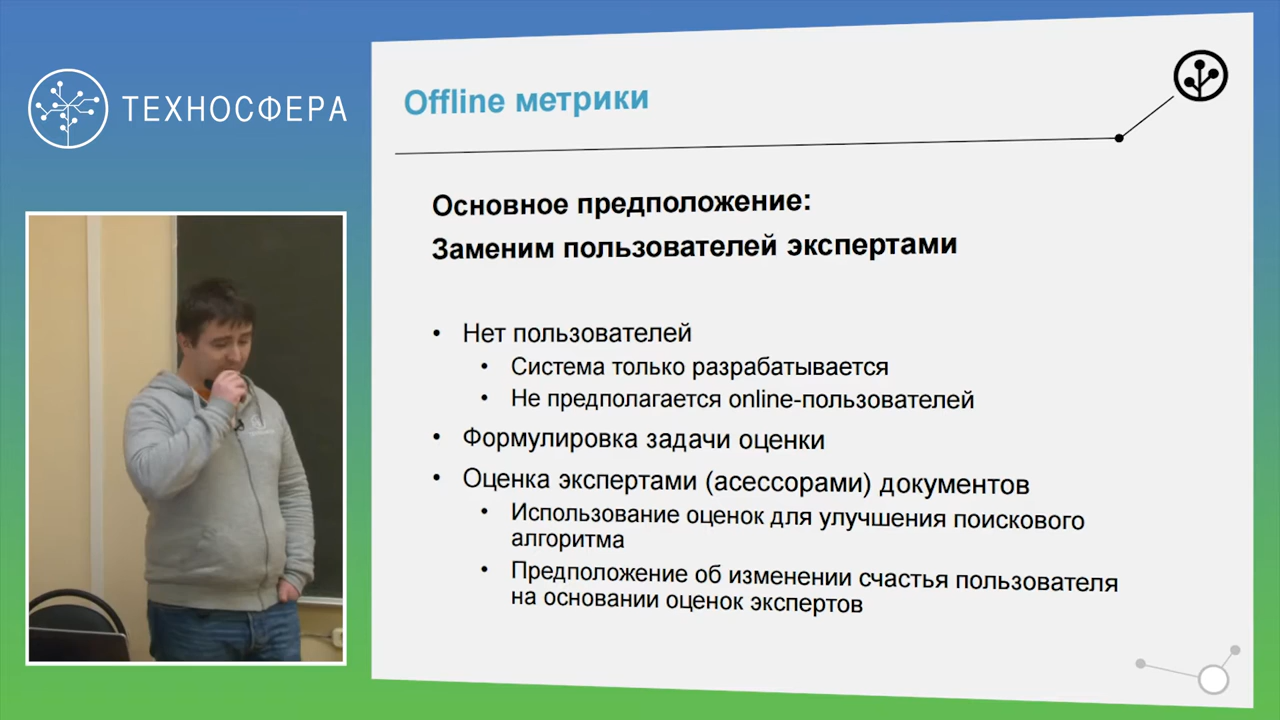 ТЕХНОСФЕРА
Offline метрики
Основное предположение:
Заменим пользователей экспертами
• Нет пользователей
• Система только разрабатывается
• Не предполагается online-пользователей
• Формулировка задачи оценки
• Оценка экспертами (асессорами) документов
• Использование оценок для улучшения поискового
алгоритма
• Предположение об изменении счастья пользователя
на основании оценок экспертов